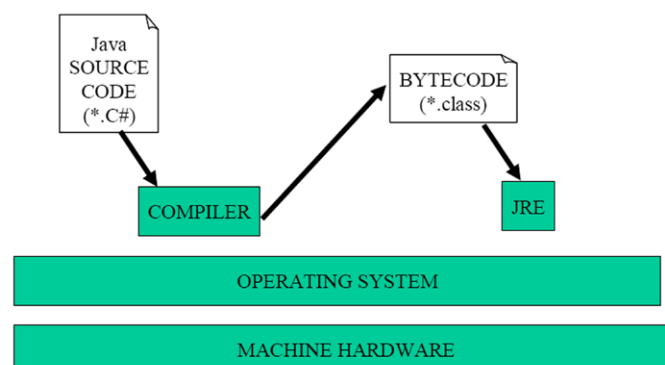 Java
SOURCE
CODE
(*.C#)
BYTECODE
(*.class)
COMPILER
JRE
OPERATING SYSTEM
MACHINE HARDWARE